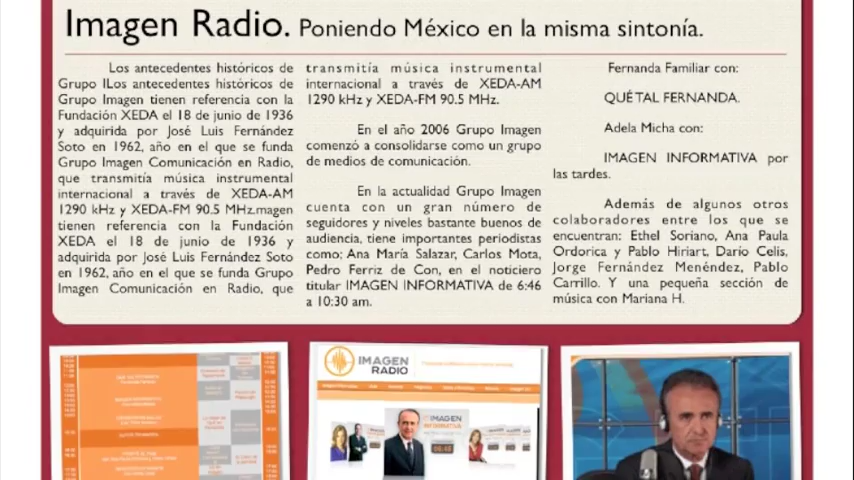 Imagen Radio. Poniendo México en la misma sintonía.
Los antecedentes históricos de
Grupo ILos antecedentes históricos de
Grupo Imagen tienen referencia con la
Fundación XEDA el 18 de junio de 1936
y adquirida por José Luis Fernández
Soto en 1962, año en el que se funda
Grupo Imagen Comunicación en Radio,
que transmitía música instrumental
internacional a través de XEDA-AM
1290 kHz y XEDA-FM 90.5 MHz.magen
tienen referencia con la Fundación
XEDA el 18 de junio de 1936 y
adquirida por José Luis Fernández Soto
en 1962, año en el que se funda Grupo
Imagen Comunicación en Radio, que
transmitía música instrumental
internacional a través de XEDA-AM
1290 kHz y XEDA-FM 90.5 MHz.
En el año 2006 Grupo Imagen
comenzó a consolidarse como un grupo
de medios de comunicación.
En la actualidad Grupo Imagen
cuenta con un gran número de
seguidores y niveles bastante buenos de
audiencia, tiene importantes periodistas
como; Ana María Salazar, Carlos Mota,
Pedro Ferriz de Con, en el noticiero
titular IMAGEN INFORMATIVA de 6:46
a 10:30 am.
Fernanda Familiar con:
QUÉ TAL FERNANDA.
Adela Micha con:
IMAGEN INFORMATIVA por
las tardes.
Además de algunos otros
colaboradores entre los que se
encuentran: Ethel Soriano, Ana Paula
Ordorica y Pablo Hiriart, Darío Celis,
Jorge Fernández Menéndez, Pablo
Carrillo. Y una pequeña sección de
música con Mariana H.
IMAGEN
RADIO
IMAGEN
INFORMATIVA